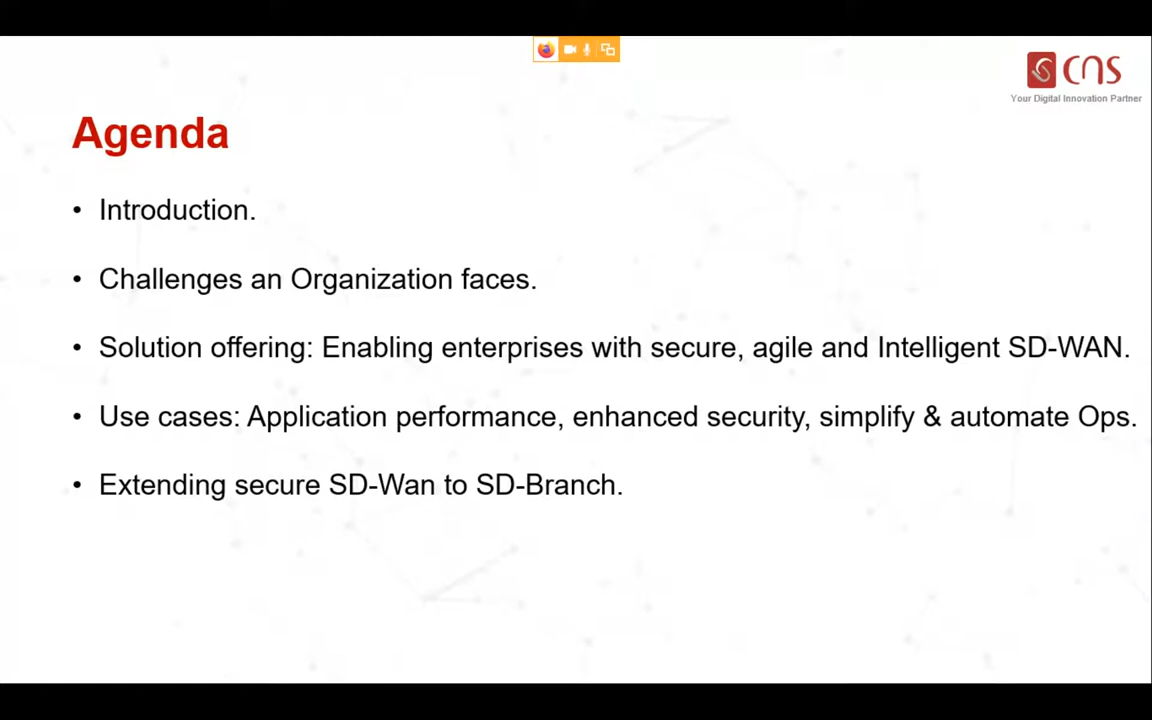 cns
Your Digital Innovation Partner
Agenda
• Introduction.
• Challenges an Organization faces.
• Solution offering: Enabling enterprises with secure, agile and Intelligent SD-WAN.
• Use cases: Application performance, enhanced security, simplify & automate Ops.
• Extending secure SD-Wan to SD-Branch.